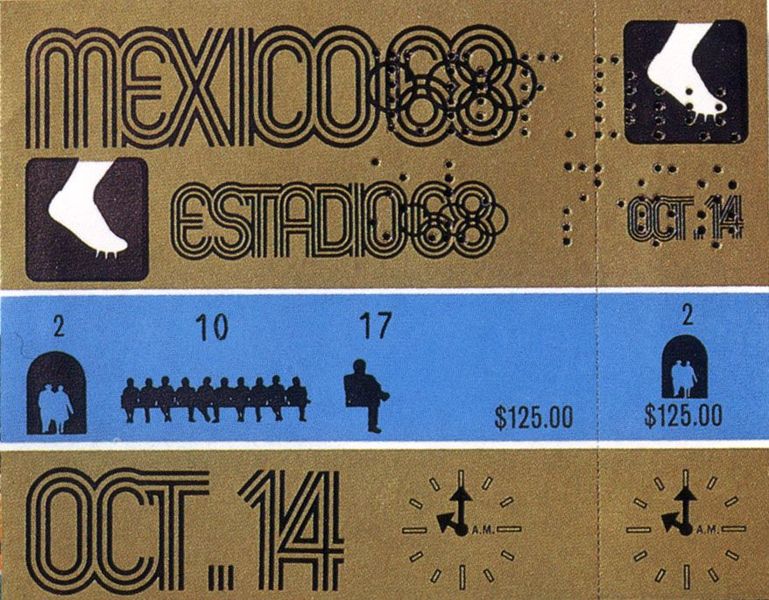 MEXICO68
ESTADIO68
OCT.14
2 10 17
2
$125.00
$125.00
OCT...14
A.M.
A.M.